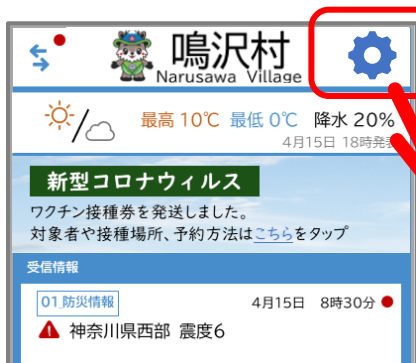 鳴沢村
Narusawa Village
最高 10℃ 最低 0℃ 降水 20%
4月15日 18時発表
新型コロナウィルス
ワクチン接種券を発送しました。
対象者や接種場所、予約方法はこちらをタップ
受信情報
01_防災情報 4月15日 8時30分
神奈川県西部 震度6